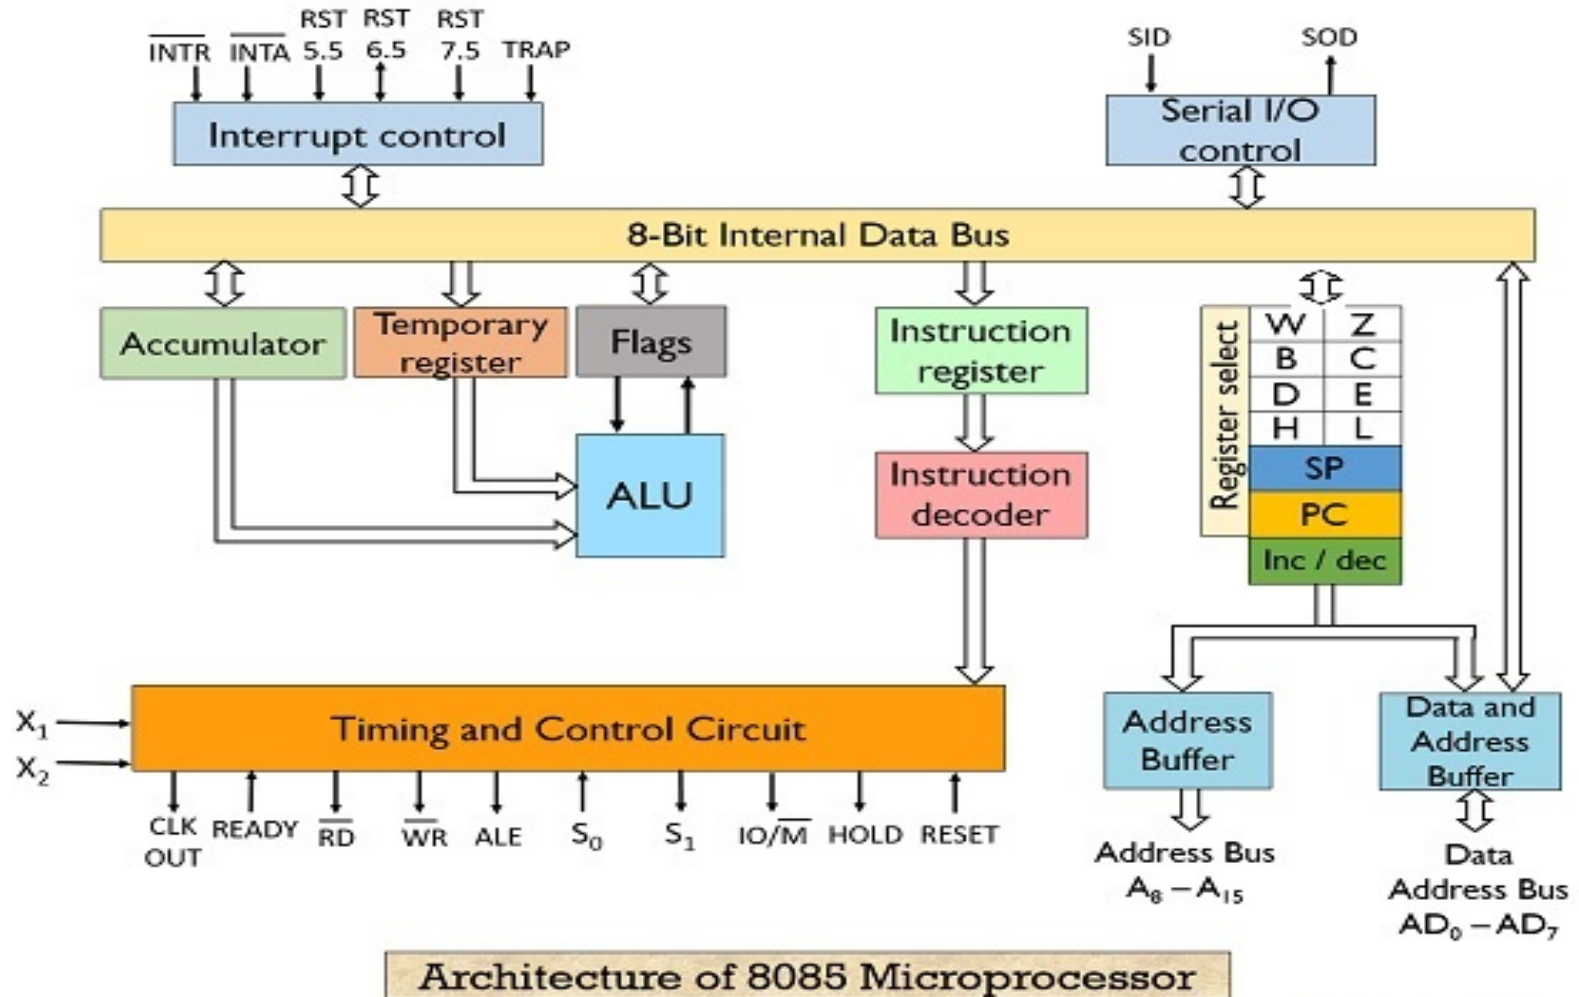 INTR INTA RST 5.5 RST 6.5 RST 7.5 TRAP
SID SOD
Interrupt control
Serial I/O
control
8-Bit Internal Data Bus
Accumulator
Temporary
register
Flags
ALU
Instruction
register
Instruction
decoder
Register select
W Z
B C
D E
H L
SP
PC
Inc / dec
X₁
X₂
Timing and Control Circuit
CLK
OUT
READY
RD
WR
ALE
S₀
S₁
IO/M
HOLD
RESET
Address
Buffer
Data and
Address
Buffer
Address Bus
A₈ – A₁₅
Data
Address Bus
AD₀ – AD₇
Architecture of 8085 Microprocessor